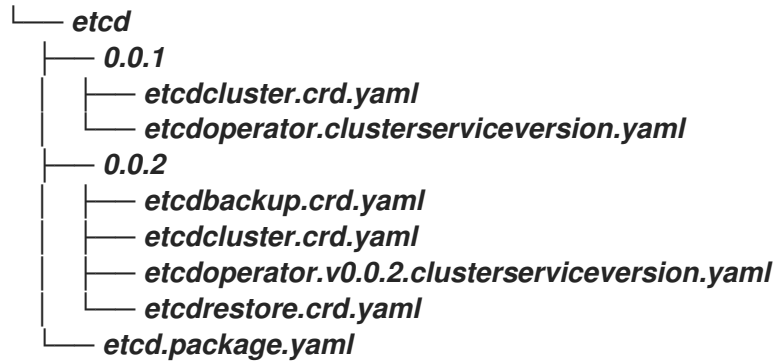 └── etcd
├── 0.0.1
│ ├── etcdcluster.crd.yaml
│ └── etcdoperator.clusterserviceversion.yaml
├── 0.0.2
│ ├── etcdbackup.crd.yaml
│ ├── etcdcluster.crd.yaml
│ ├── etcdoperator.v0.0.2.clusterserviceversion.yaml
│ └── etcdrestore.crd.yaml
└── etcd.package.yaml